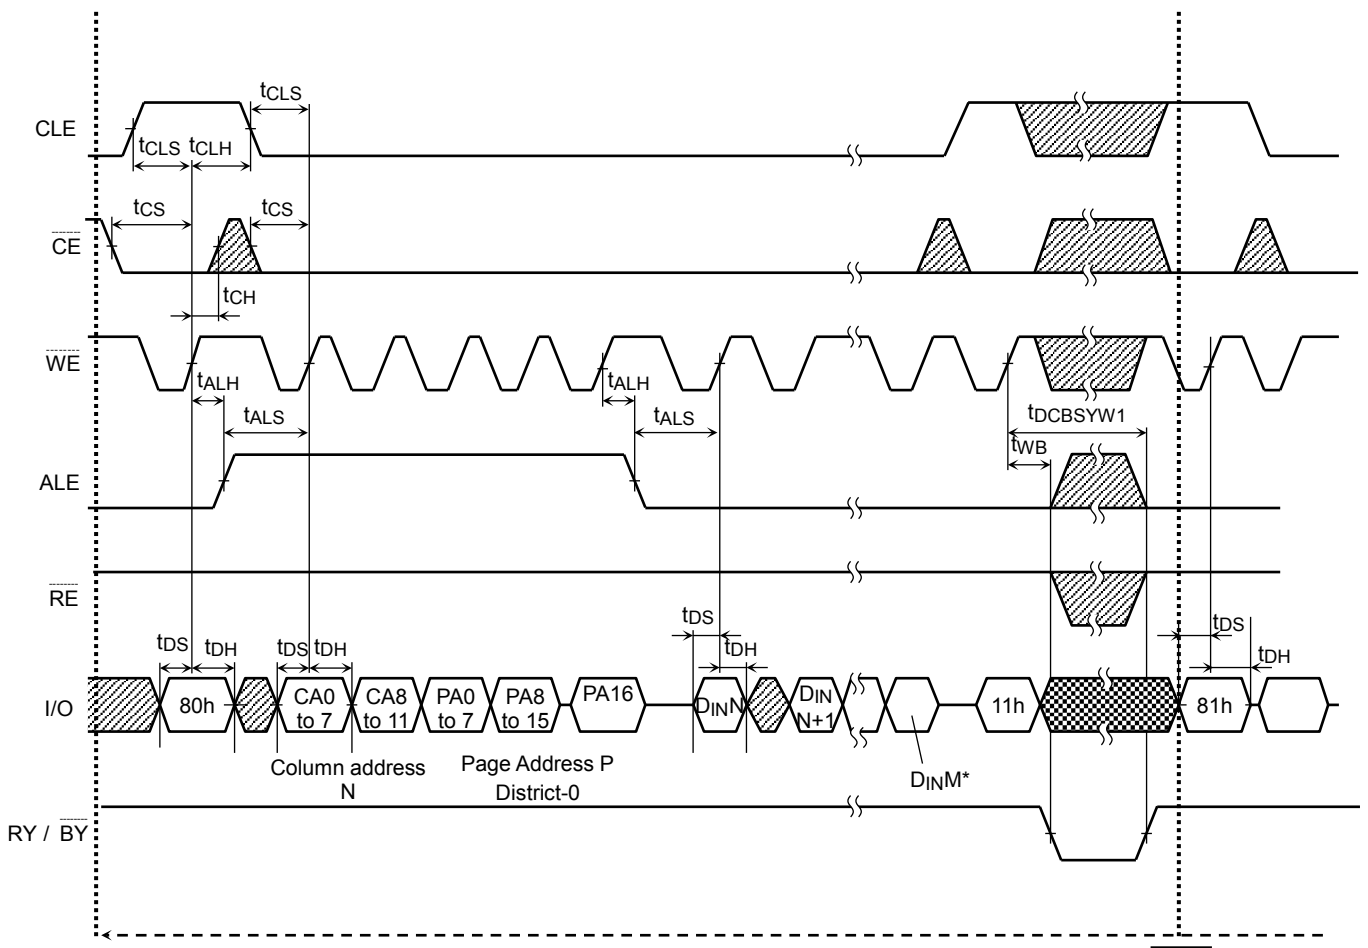 tCLS
CLE
tCLS tCLH
tCS tCS
CE
tCH
WE
tALH tALH
tALS tALS
tDCBSYW1
tWB
ALE
RE
tDS tDH tDS tDH tDS tDH tDS tDH
I/O
80h
CA0 to 7
CA8 to 11
PA0 to 7
PA8 to 15
PA16
DINN
DIN N+1
11h
81h
Column address N
Page Address P District-0
DINM*
RY / BY